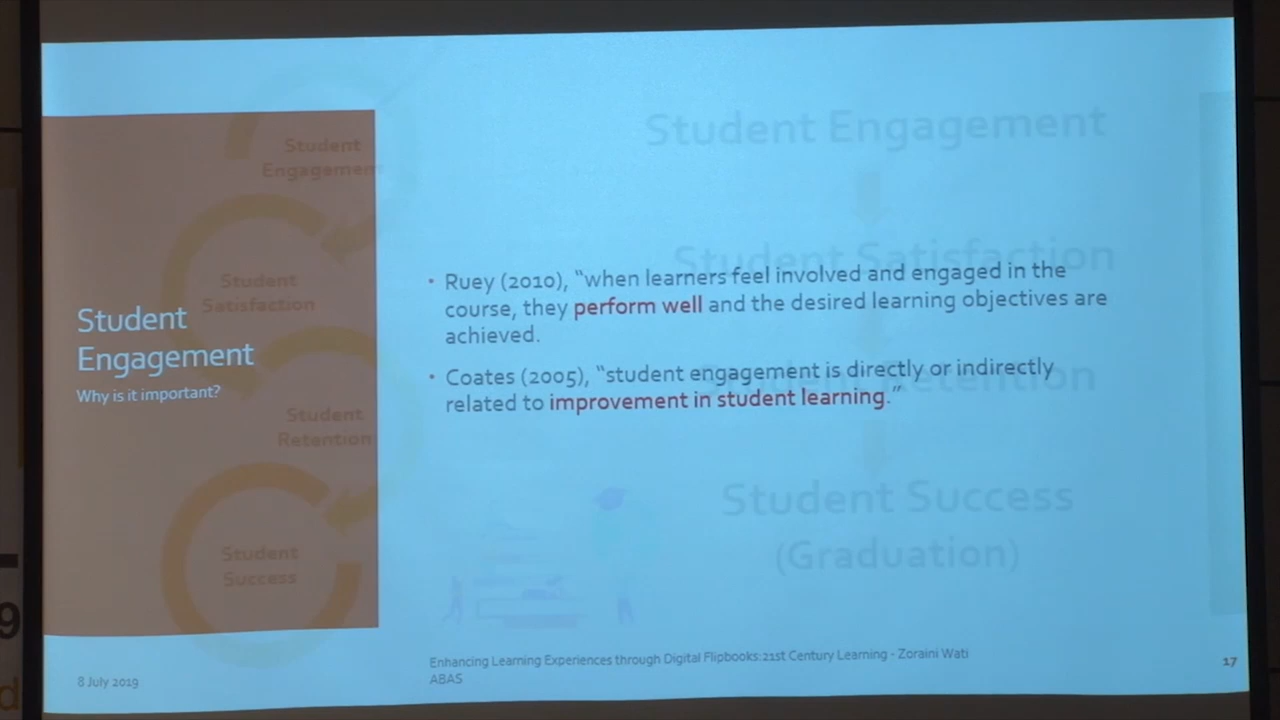 Student Engagement
Student
Engagement
Student Satisfaction
Student
Satisfaction
Student
Engagement
Why is it important?
• Ruey (2010), “when learners feel involved and engaged in the
course, they perform well and the desired learning objectives are
achieved.
• Coates (2005), “student engagement is directly or indirectly
related to improvement in student learning.”
Retention
Student
Retention
Student Success
(Graduation)
Student
Success
Enhancing Learning Experiences through Digital Flipbooks:21st Century Learning - Zoraini Wati
ABAS
8 July 2019
17
9
d